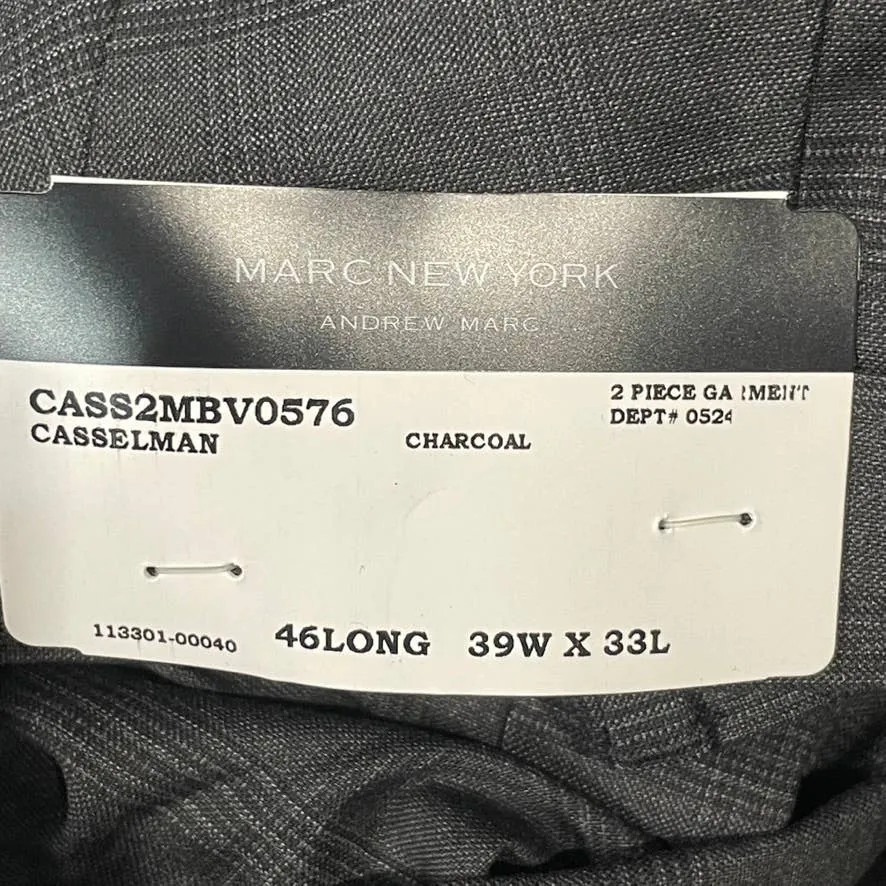 MARC NEW YORK
ANDREW MARC
CASS2MBV0576
CASSELMAN
CHARCOAL
2 PIECE GARMENT
DEPT# 0524
113301-00040
46LONG 39W X 33L